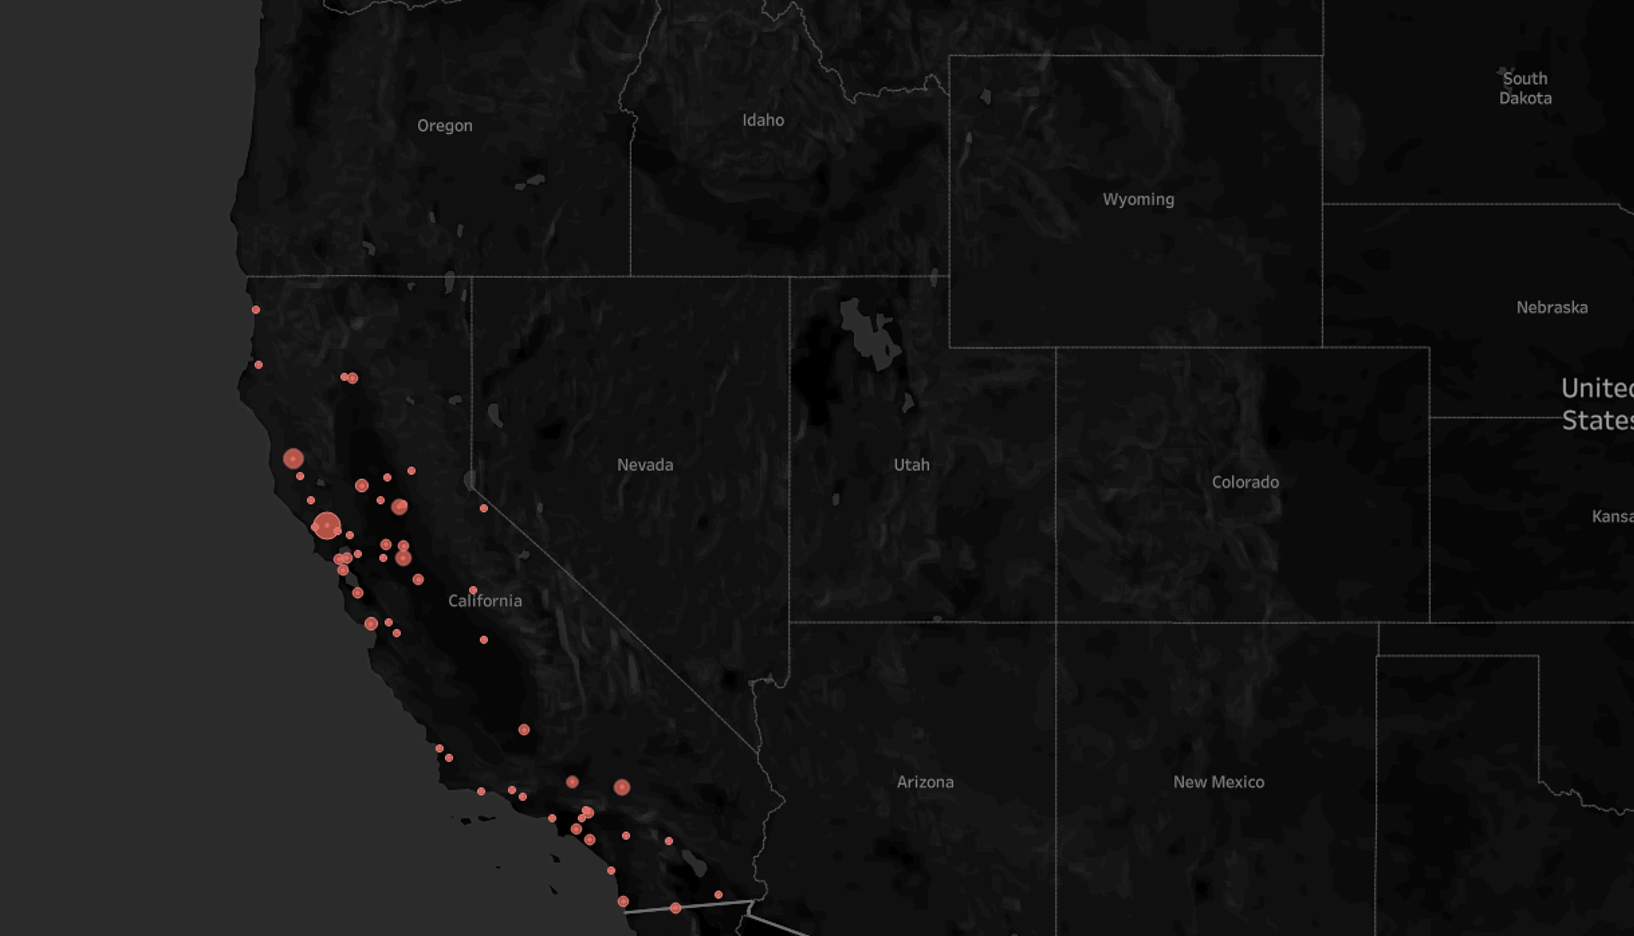 South
Dakota
Oregon
Idaho
Wyoming
Nebraska
United
States
Nevada
Utah
Colorado
Kansa
California
Arizona
New Mexico